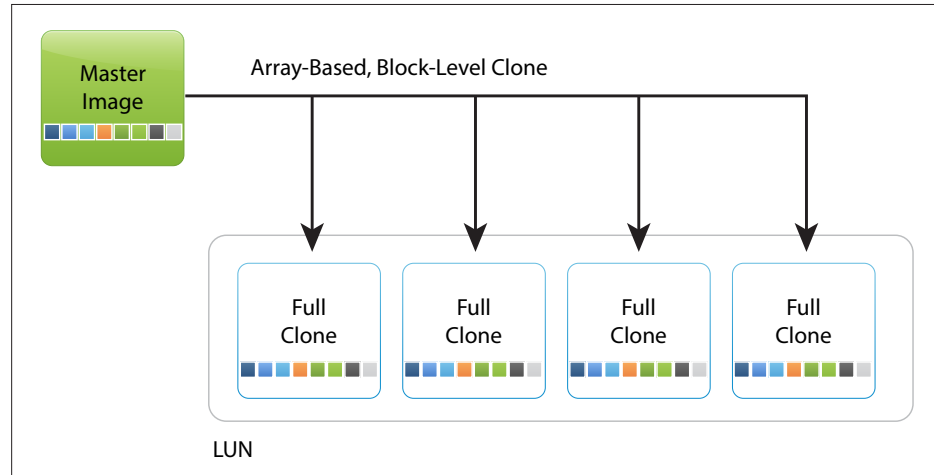 Master
Image
Array-Based, Block-Level Clone
Full
Clone
Full
Clone
Full
Clone
Full
Clone
LUN